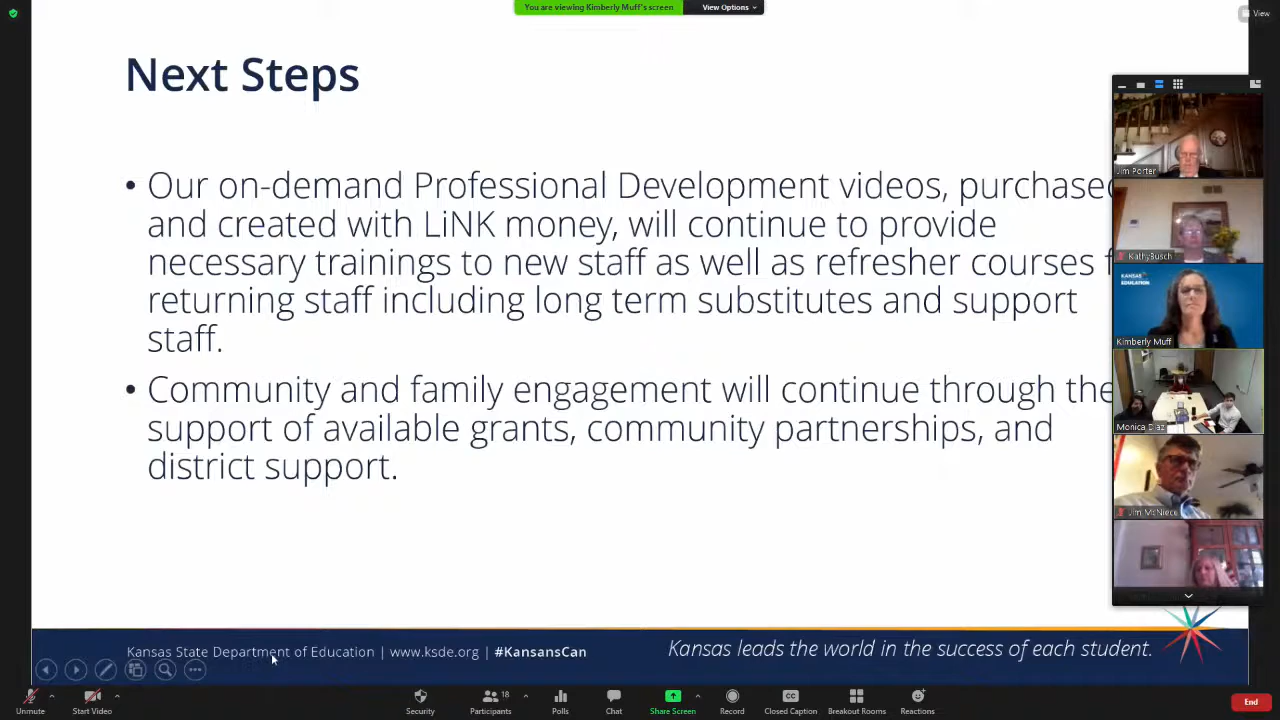 You are viewing Kimberly Muff's screen
View Options
View
Next Steps
• Our on-demand Professional Development videos, purchased
and created with LiNK money, will continue to provide
necessary trainings to new staff as well as refresher courses f
returning staff including long term substitutes and support
staff.
• Community and family engagement will continue through the
support of available grants, community partnerships, and
district support.
Jim Porter
KathyBusch
KANSAS
EDUCATION
Kimberly Muff
Monica Diaz
Jim McNiece
Kansas State Department of Education | www.ksde.org | #KansansCan
Kansas leads the world in the success of each student.
Unmute
Start Video
Security
Participants
18
Polls
Chat
Share Screen
Record
Closed Caption
Breakout Rooms
Reactions
End